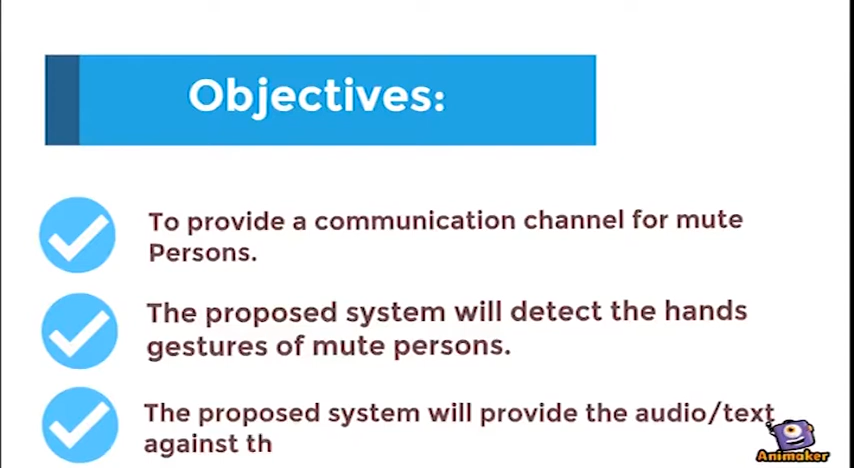 Objectives:
To provide a communication channel for mute
Persons.
The proposed system will detect the hands
gestures of mute persons.
The proposed system will provide the audio/text
against th
Animaker